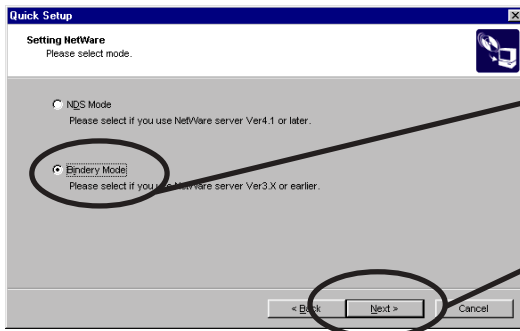 Quick Setup
Setting NetWare
Please select mode.
NDS Mode
Please select if you use NetWare server Ver4.1 or later.
Bindery Mode
Please select if you use NetWare server Ver3.X or earlier.
< Back Next > Cancel